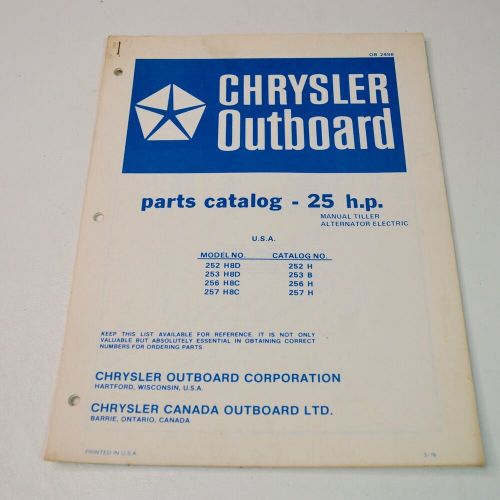 OB 2456
CHRYSLER
Outboard
parts catalog - 25 h.p.
MANUAL TILLER
ALTERNATOR ELECTRIC
U.S.A.
MODEL NO. CATALOG NO.
252 H8D 252 H
253 H8D 253 B
256 H8C 256 H
257 H8C 257 H
KEEP THIS LIST AVAILABLE FOR REFERENCE. IT IS NOT ONLY
VALUABLE BUT ABSOLUTELY ESSENTIAL IN OBTAINING CORRECT
NUMBERS FOR ORDERING PARTS.
CHRYSLER OUTBOARD CORPORATION
HARTFORD, WISCONSIN, U.S.A.
CHRYSLER CANADA OUTBOARD LTD.
BARRIE, ONTARIO, CANADA
PRINTED IN U.S.A.